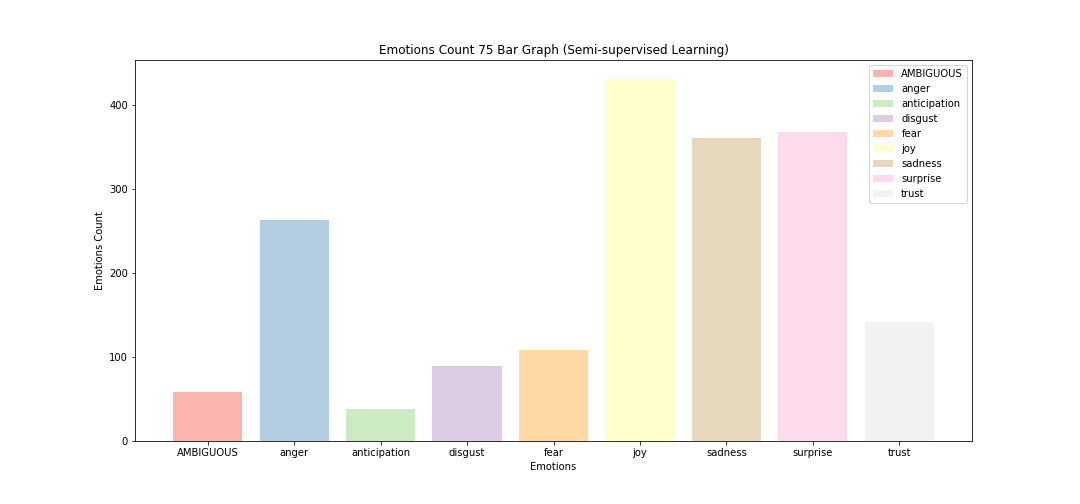 Emotions Count 75 Bar Graph (Semi-supervised Learning)
AMBIGUOUS
anger
anticipation
disgust
fear
joy
sadness
surprise
trust
400
300
200
100
0
Emotions Count
AMBIGUOUS anger anticipation disgust fear joy sadness surprise trust
Emotions